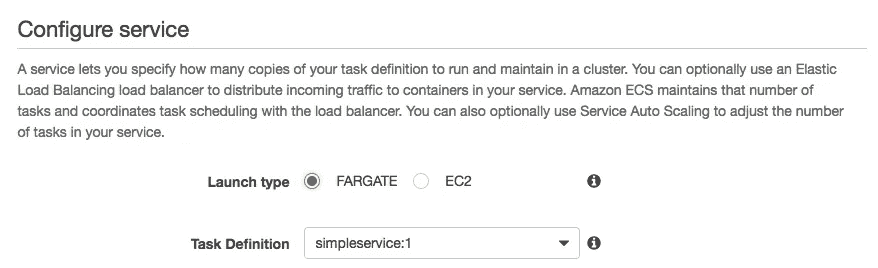 Configure service
A service lets you specify how many copies of your task definition to run and maintain in a cluster. You can optionally use an Elastic
Load Balancing load balancer to distribute incoming traffic to containers in your service. Amazon ECS maintains that number of
tasks and coordinates task scheduling with the load balancer. You can also optionally use Service Auto Scaling to adjust the number
of tasks in your service.
Launch type FARGATE EC2
Task Definition simpleservice:1